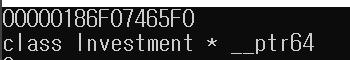 00000186F07465F0
class Investment * __ptr64